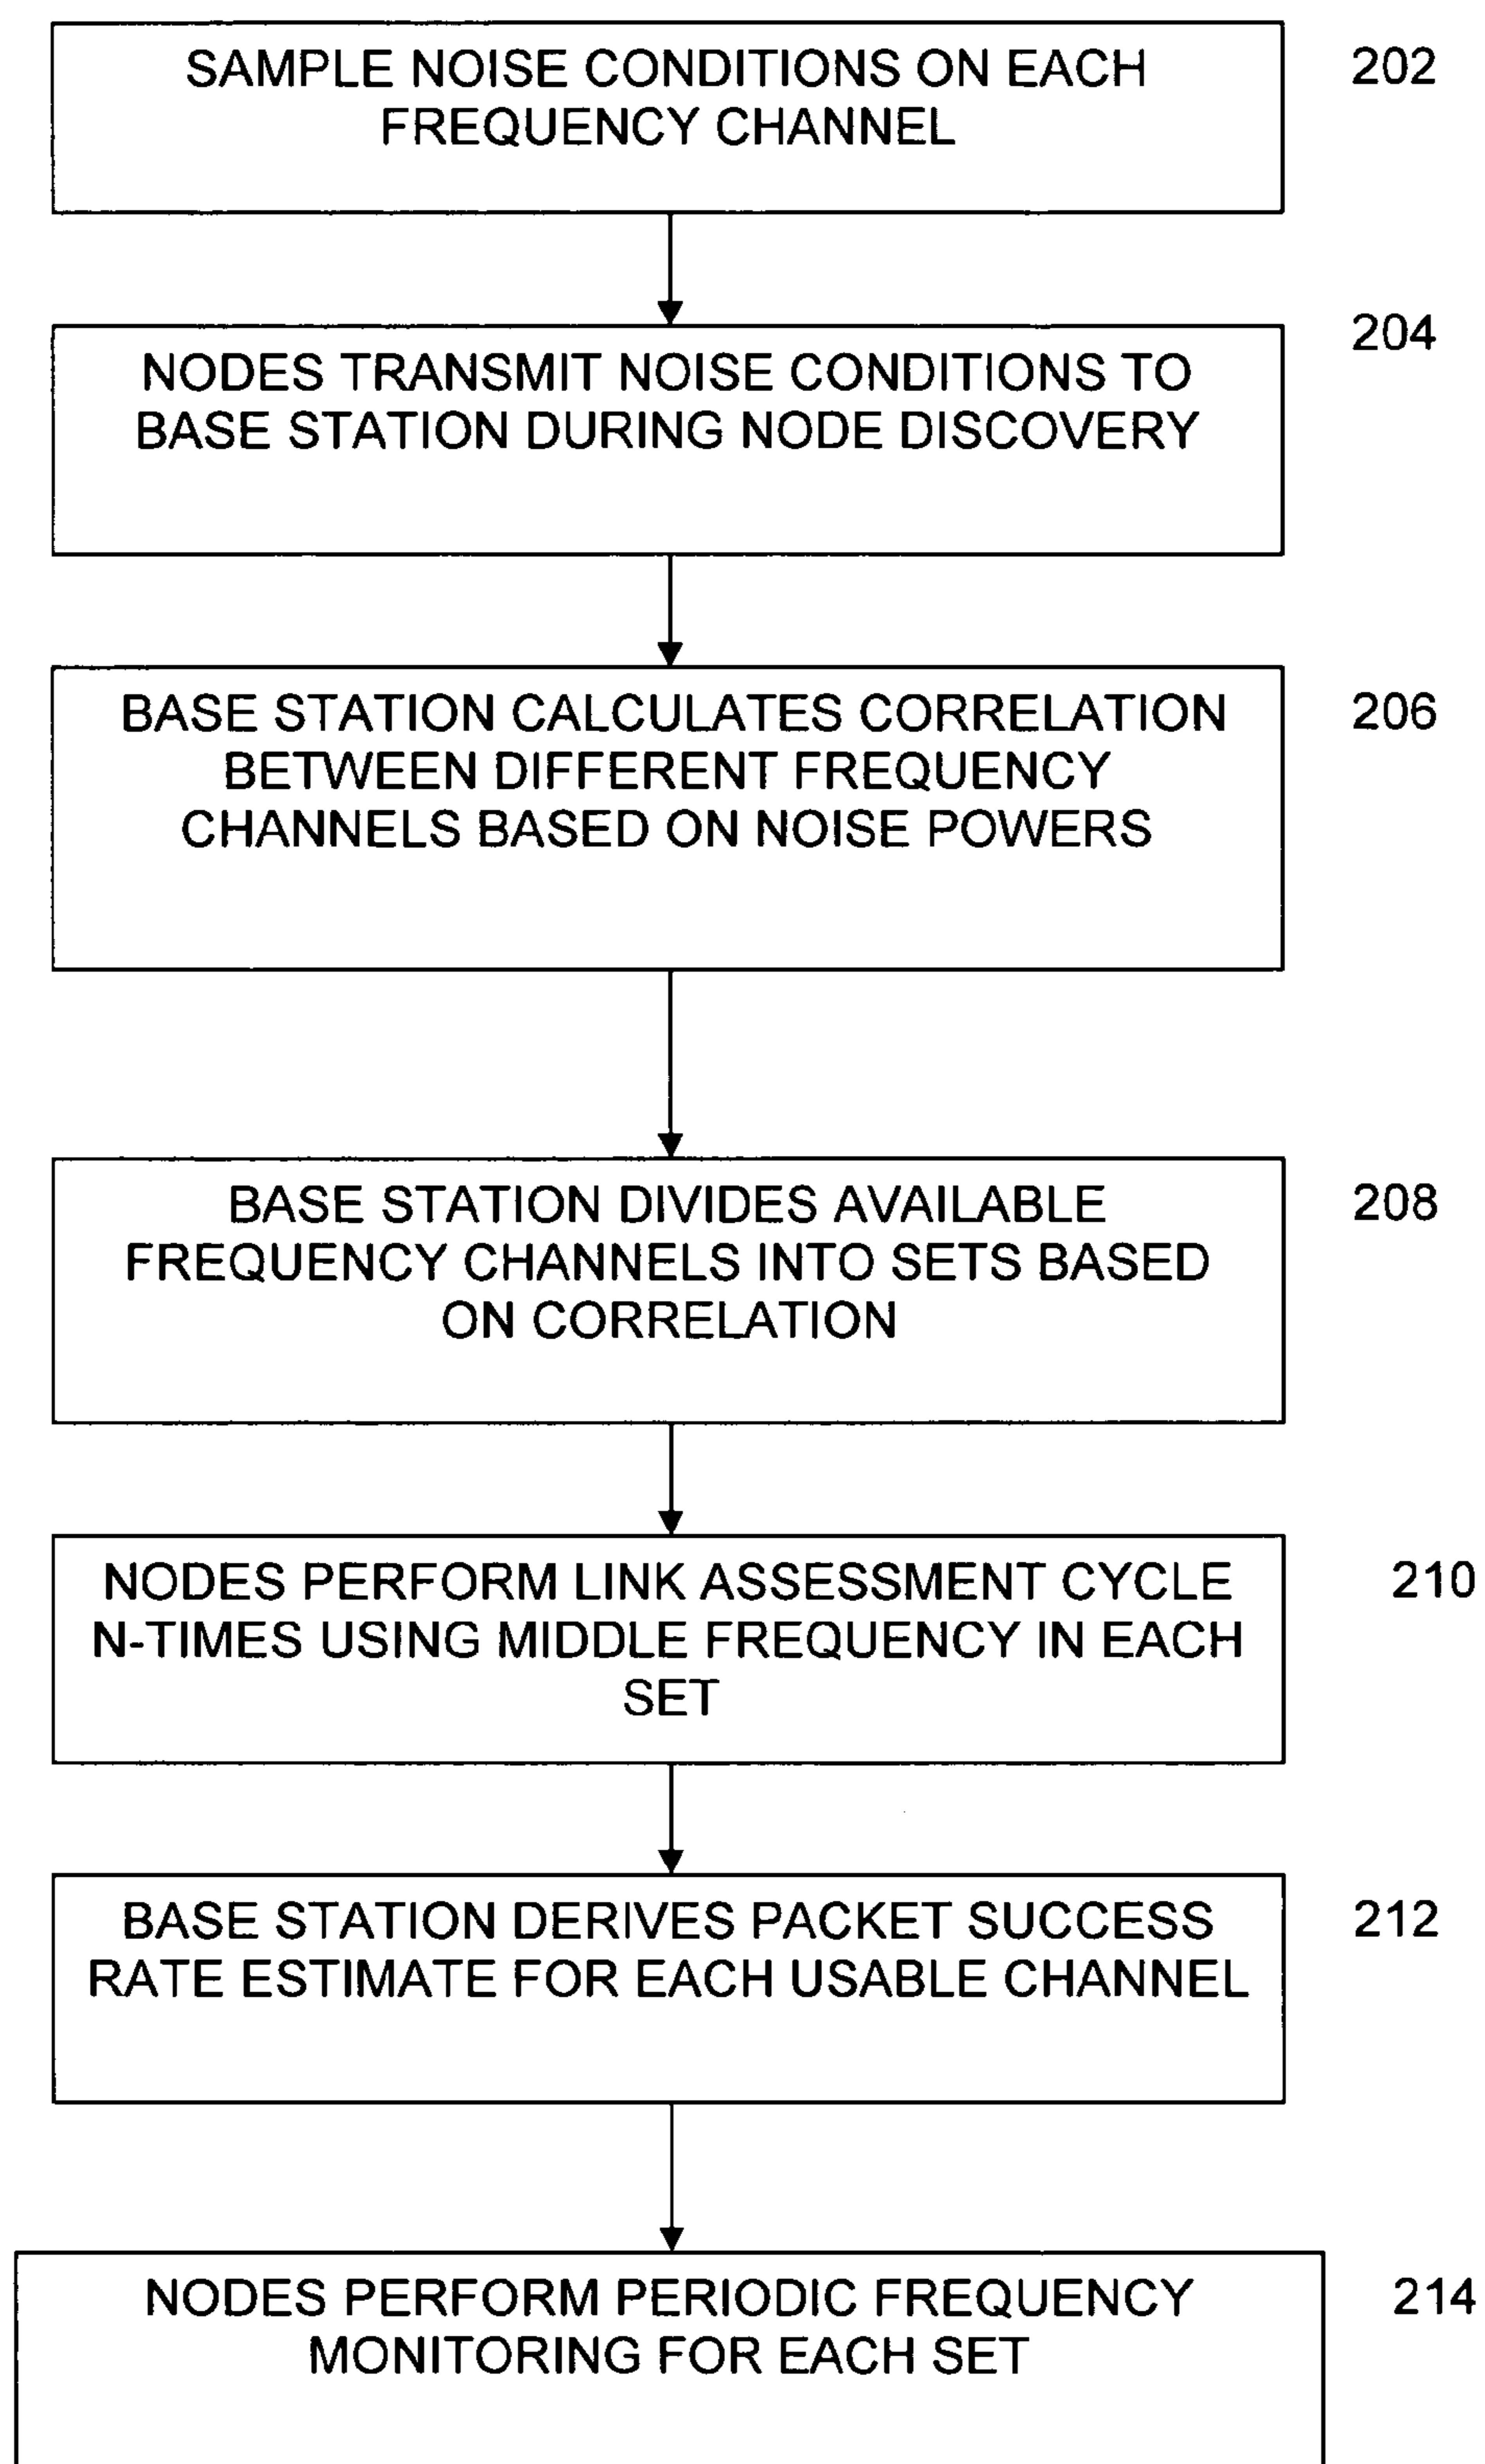 SAMPLE NOISE CONDITIONS ON EACH
FREQUENCY CHANNEL
202
NODES TRANSMIT NOISE CONDITIONS TO
BASE STATION DURING NODE DISCOVERY
204
BASE STATION CALCULATES CORRELATION
BETWEEN DIFFERENT FREQUENCY
CHANNELS BASED ON NOISE POWERS
206
BASE STATION DIVIDES AVAILABLE
FREQUENCY CHANNELS INTO SETS BASED
ON CORRELATION
208
NODES PERFORM LINK ASSESSMENT CYCLE
N-TIMES USING MIDDLE FREQUENCY IN EACH
SET
210
BASE STATION DERIVES PACKET SUCCESS
RATE ESTIMATE FOR EACH USABLE CHANNEL
212
NODES PERFORM PERIODIC FREQUENCY
MONITORING FOR EACH SET
214